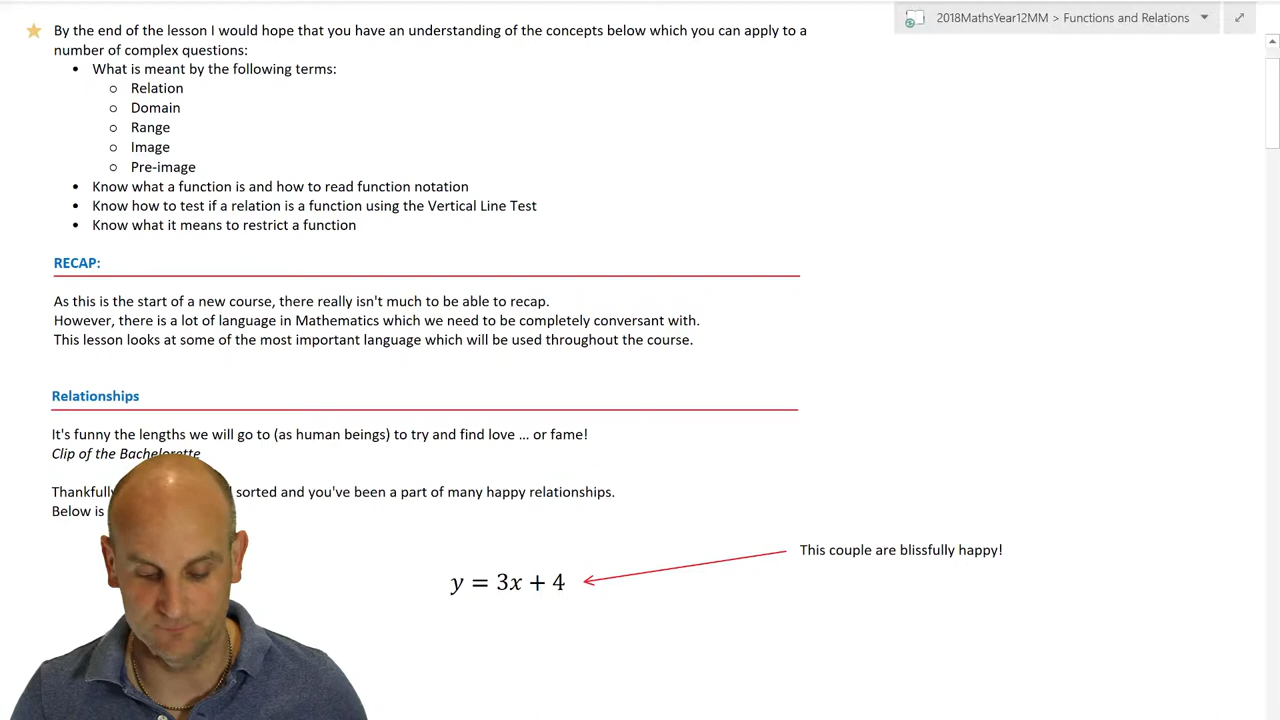 2018MathsYear12MM > Functions and Relations
By the end of the lesson I would hope that you have an understanding of the concepts below which you can apply to a
number of complex questions:
• What is meant by the following terms:
o Relation
o Domain
o Range
o Image
o Pre-image
• Know what a function is and how to read function notation
• Know how to test if a relation is a function using the Vertical Line Test
• Know what it means to restrict a function
RECAP:
As this is the start of a new course, there really isn't much to be able to recap.
However, there is a lot of language in Mathematics which we need to be completely conversant with.
This lesson looks at some of the most important language which will be used throughout the course.
Relationships
It's funny the lengths we will go to (as human beings) to try and find love ... or fame!
Clip of the Bachelorette
sorted and you've been a part of many happy relationships.
Below is
This couple are blissfully happy!
y = 3x + 4